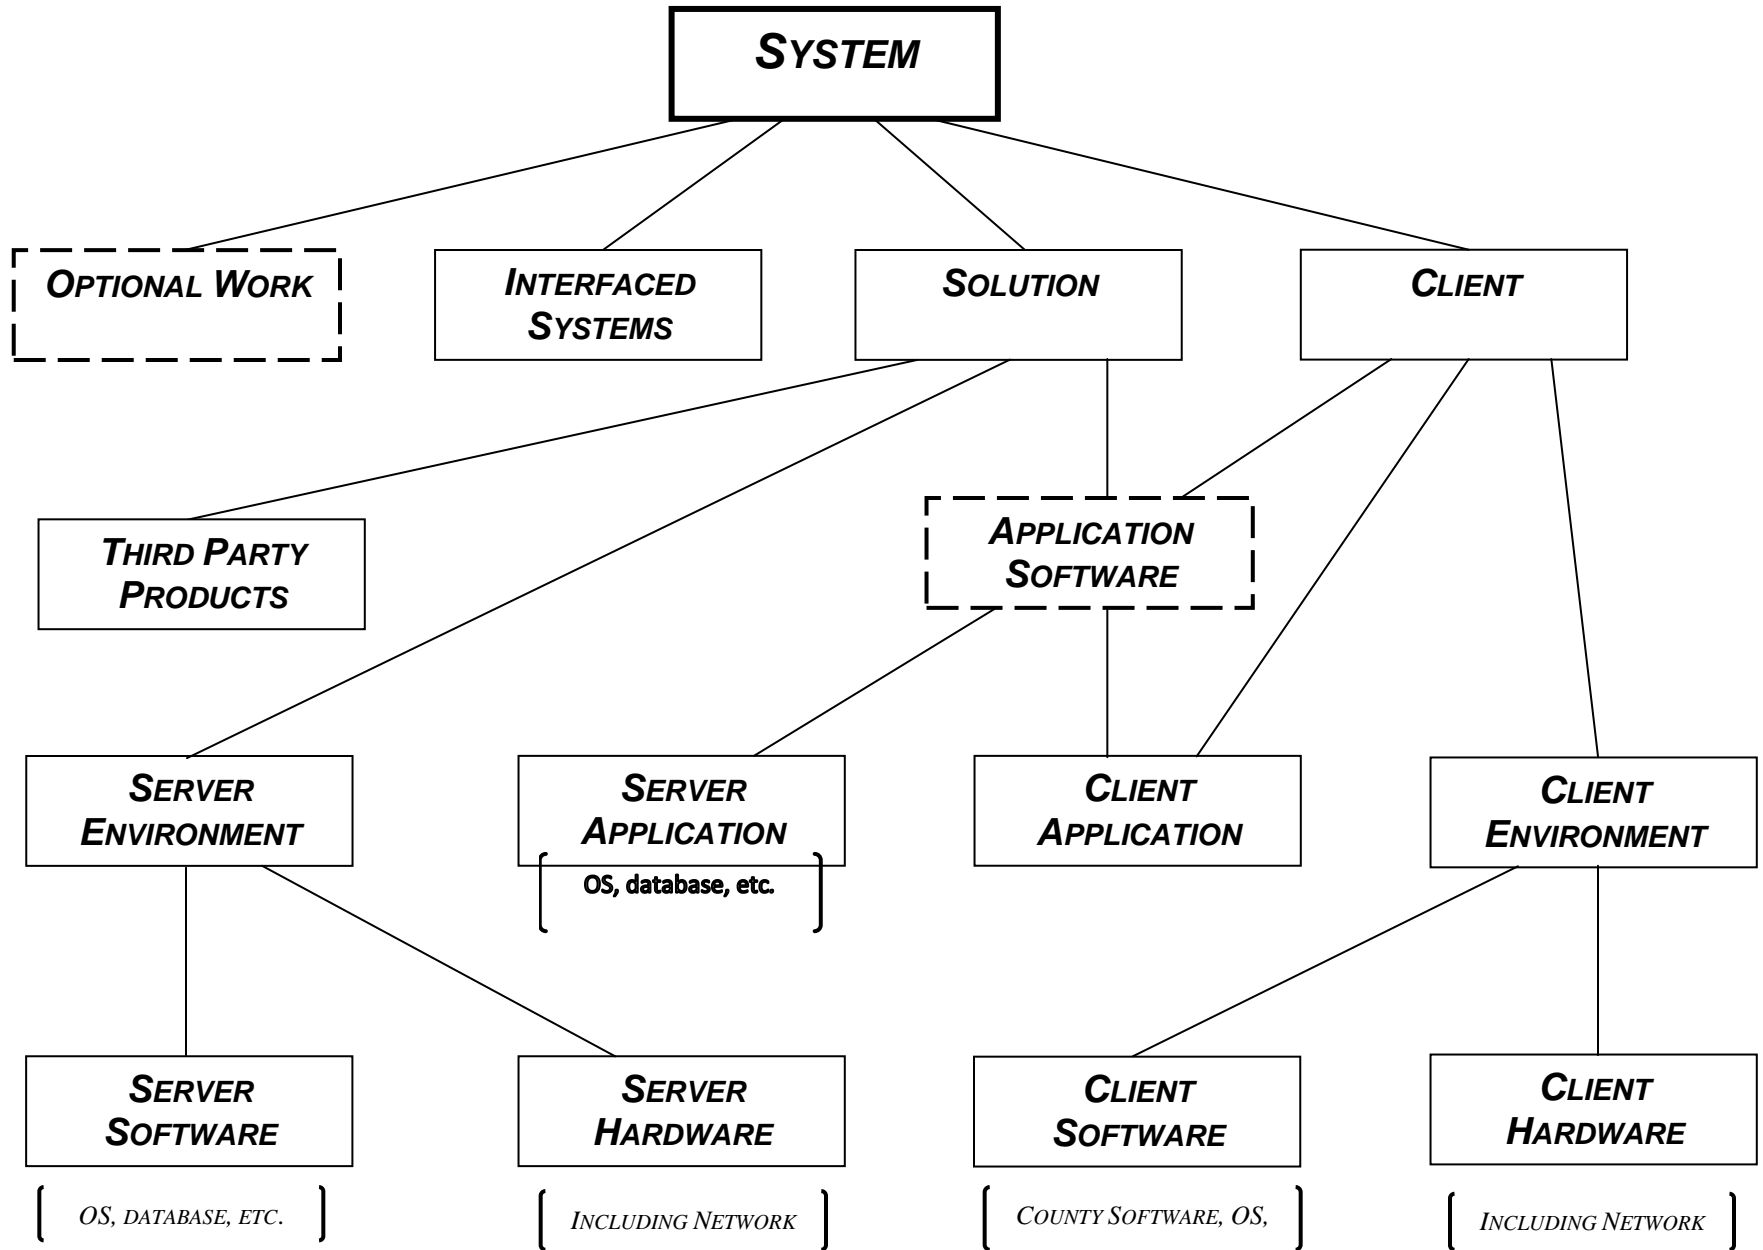 SYSTEM
OPTIONAL WORK
INTERFACED
SYSTEMS
SOLUTION
CLIENT
THIRD PARTY
PRODUCTS
APPLICATION
SOFTWARE
SERVER
ENVIRONMENT
SERVER
APPLICATION
OS, database, etc.
CLIENT
APPLICATION
CLIENT
ENVIRONMENT
SERVER
SOFTWARE
OS, DATABASE, ETC.
SERVER
HARDWARE
INCLUDING NETWORK
CLIENT
SOFTWARE
COUNTY SOFTWARE, OS,
CLIENT
HARDWARE
INCLUDING NETWORK